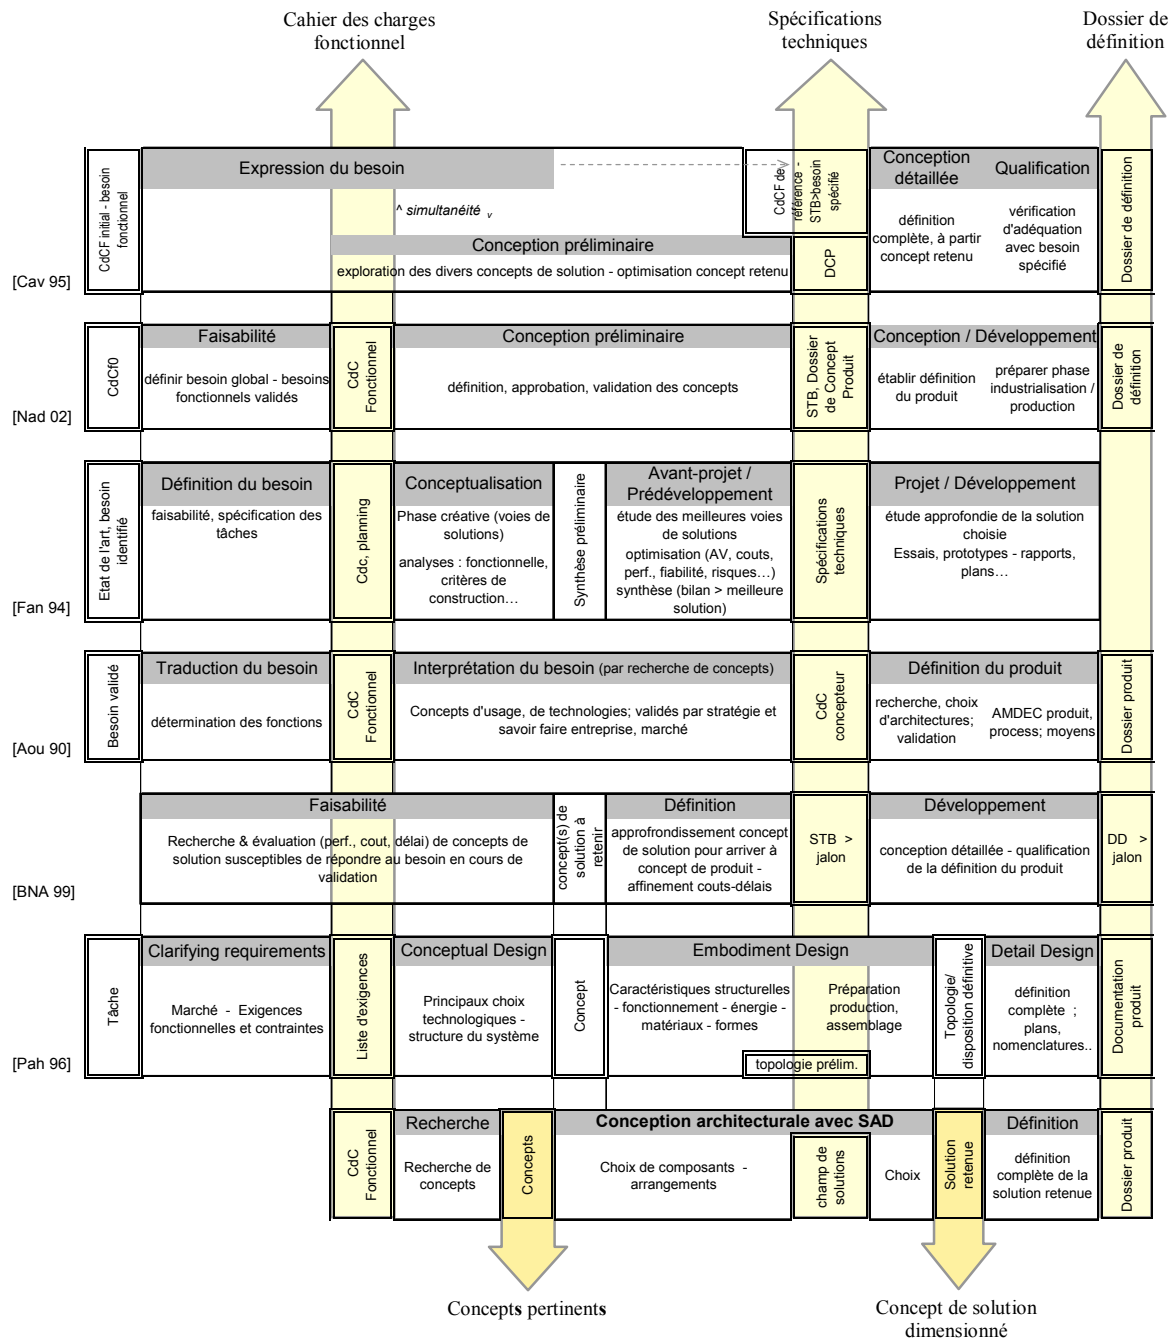 Cahier des charges
fonctionnel
Spécifications
techniques
Dossier de
définition
[Cav 95]
CdCF initial - besoin
fonctionnel
Expression du besoin
^ simultanéité v
Conception préliminaire
exploration des divers concepts de solution - optimisation concept retenu
CdCF de
référence -
STB>besoin
spécifié
DCP
Conception
détaillée
définition
complète, à partir
concept retenu
Qualification
vérification
d'adéquation
avec besoin
spécifié
Dossier de définition
[Nad 02]
CdCf0
Faisabilité
définir besoin global - besoins
fonctionnels validés
CdC
Fonctionnel
Conception préliminaire
définition, approbation, validation des concepts
STB, Dossier
de Concept
Produit
Conception / Développement
établir définition
du produit
préparer phase
industrialisation /
production
Dossier de
définition
[Fan 94]
Etat de l'art, besoin
identifié
Définition du besoin
faisabilité, spécification des
tâches
Cdc, planning
Conceptualisation
Phase créative (voies de
solutions)
analyses : fonctionnelle,
critères de
construction…
Synthèse préliminaire
Avant-projet /
Prédéveloppement
étude des meilleures voies
de solutions
optimisation (AV, couts,
perf., fiabilité, risques…)
synthèse (bilan > meilleure
solution)
Spécifications
techniques
Projet / Développement
étude approfondie de la solution
choisie
Essais, prototypes - rapports,
plans…
[Aou 90]
Besoin validé
Traduction du besoin
détermination des fonctions
CdC
Fonctionnel
Interprétation du besoin (par recherche de concepts)
Concepts d'usage, de technologies; validés par stratégie et
savoir faire entreprise, marché
CdC
concepteur
Définition du produit
recherche, choix
d'architectures;
validation
AMDEC produit,
process; moyens
Dossier produit
[BNA 99]
Faisabilité
Recherche & évaluation (perf., cout, délai) de concepts de
solution susceptibles de répondre au besoin en cours de
validation
concept(s) de
solution à
retenir
Définition
approfrondissement concept
de solution pour arriver à
concept de produit -
affinement couts-délais
STB >
jalon
Développement
conception détaillée - qualification
de la définition du produit
DD >
jalon
[Pah 96]
Tâche
Clarifying requirements
Marché - Exigences
fonctionnelles et contraintes
Liste d'exigences
Conceptual Design
Principaux choix
technologiques -
structure du système
Concept
Embodiment Design
Caractéristiques structurelles
- fonctionnement - énergie -
matériaux - formes
Préparation
production,
assemblage
topologie prélim.
Topologie/
disposition définitive
Detail Design
définition
complète ;
plans,
nomenclatures..
Documentation
produit
CdC
Fonctionnel
Recherche
Recherche de
concepts
Concepts
Conception architecturale avec SAD
Choix de composants -
arrangements
champ de
solutions
Choix
Solution
retenue
Définition
définition
complète de la
solution retenue
Dossier produit
Concepts pertinents
Concept de solution
dimensionné